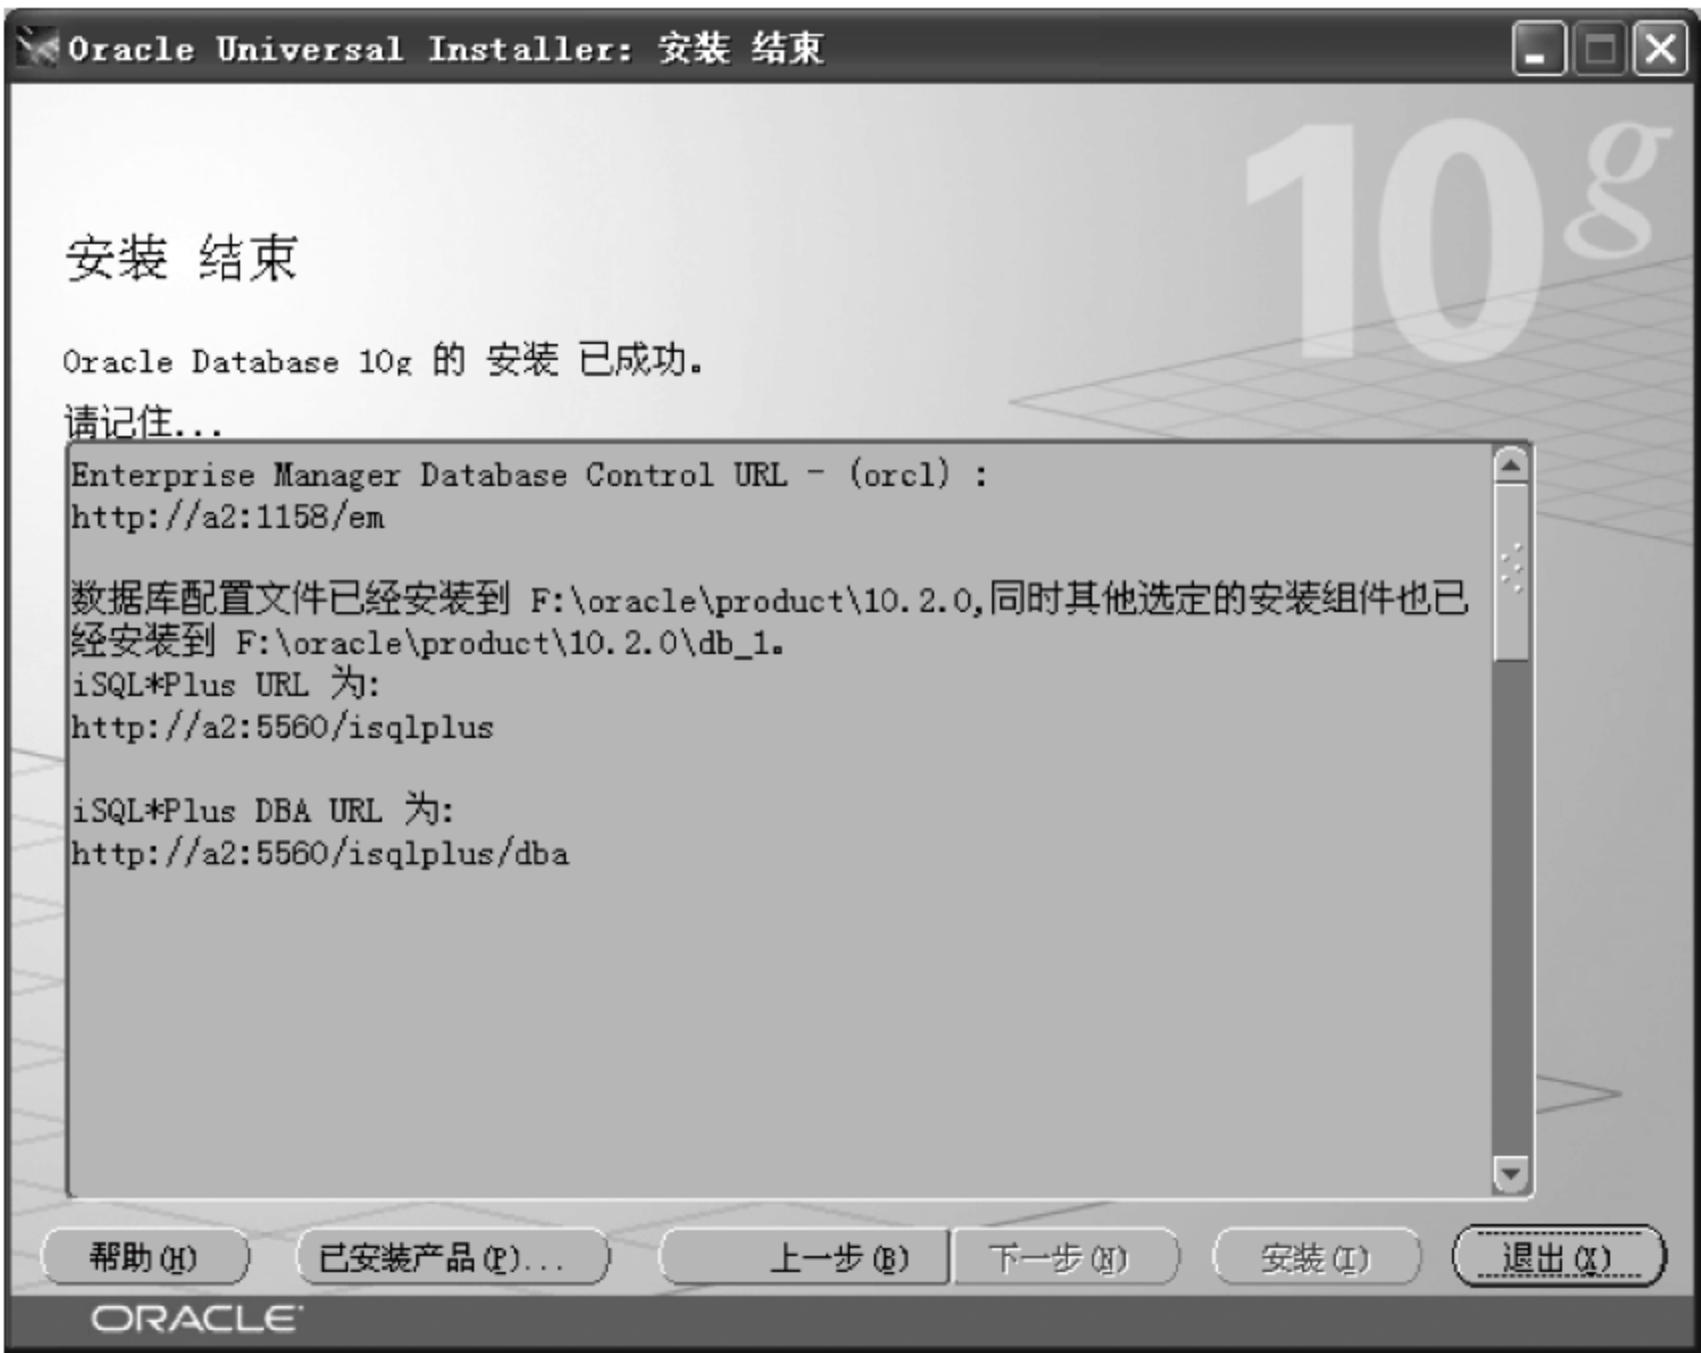 Oracle Universal Installer: 安装 结束
10g
安装 结束
Oracle Database 10g 的 安装 已成功。
请记住...
Enterprise Manager Database Control URL - (orcl) :
http://a2:1158/em
数据库配置文件已经安装到 F:\oracle\product\10.2.0,同时其他选定的安装组件也已
经安装到 F:\oracle\product\10.2.0\db_1。
iSQL*Plus URL 为:
http://a2:5560/isqlplus
iSQL*Plus DBA URL 为:
http://a2:5560/isqlplus/dba
帮助(H) 已安装产品(P)... 上一步(B) 下一步(N) 安装(I) 退出(X)
ORACLE